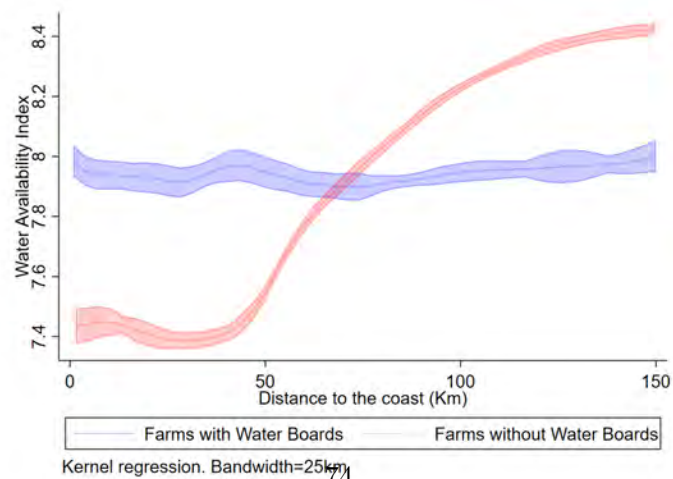 8.4
8.2
8
7.8
7.6
7.4
Water Availability Index
0 50 100 150
Distance to the coast (Km)
Farms with Water Boards Farms without Water Boards
Kernel regression. Bandwidth=25km
74